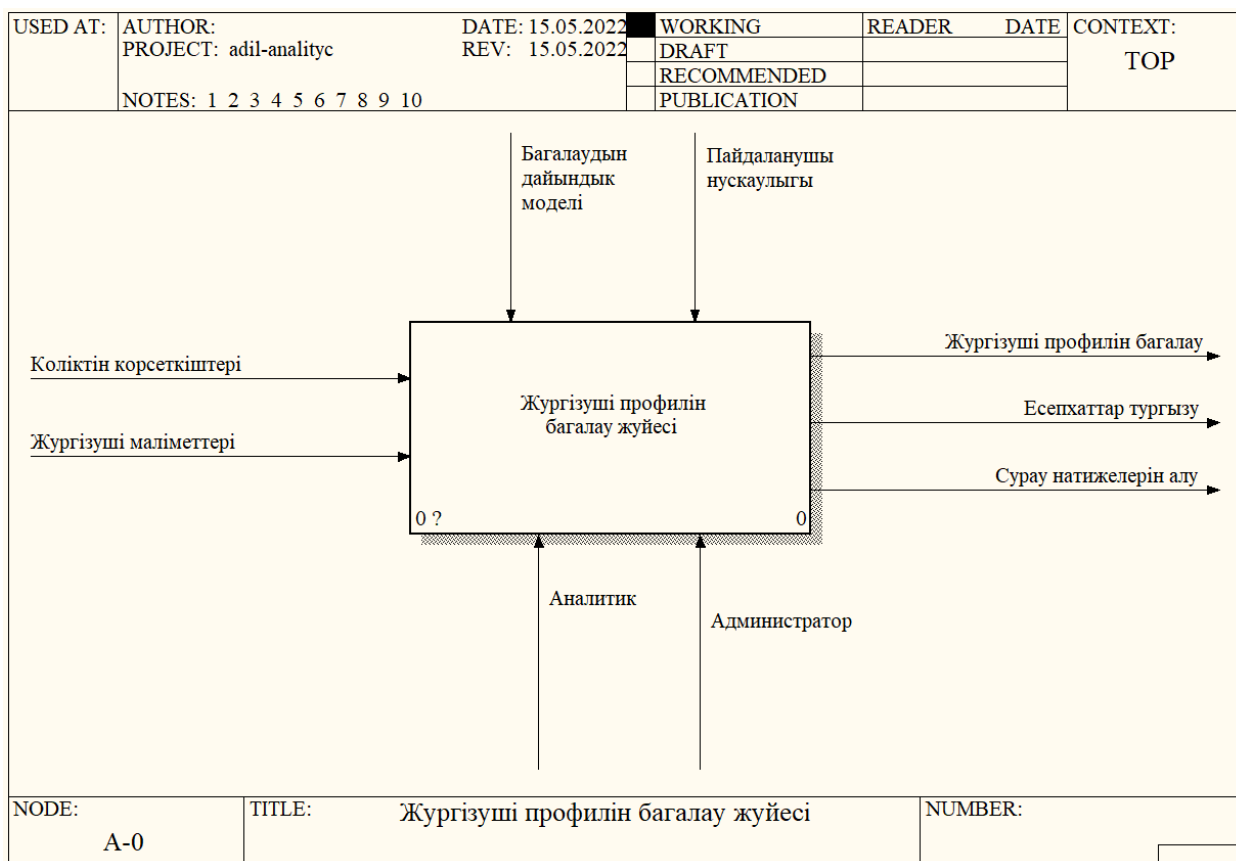 USED AT:
AUTHOR:
DATE: 15.05.2022
PROJECT: adil-analityc
REV: 15.05.2022
NOTES: 1 2 3 4 5 6 7 8 9 10
WORKING
DRAFT
RECOMMENDED
PUBLICATION
READER
DATE
CONTEXT:
TOP
Багалаудын
дайындык
моделі
Пайдаланушы
нускаулыгы
Коліктін корсеткіштері
Жургізуші маліметтері
Жургізуші профилін
багалау жуйесі
0 ?
0
Жургізуші профилін багалау
Есепхаттар тургызу
Сурау натижелерін алу
Аналитик
Администратор
NODE:
A-0
TITLE:
Жургізуші профилін багалау жуйесі
NUMBER: